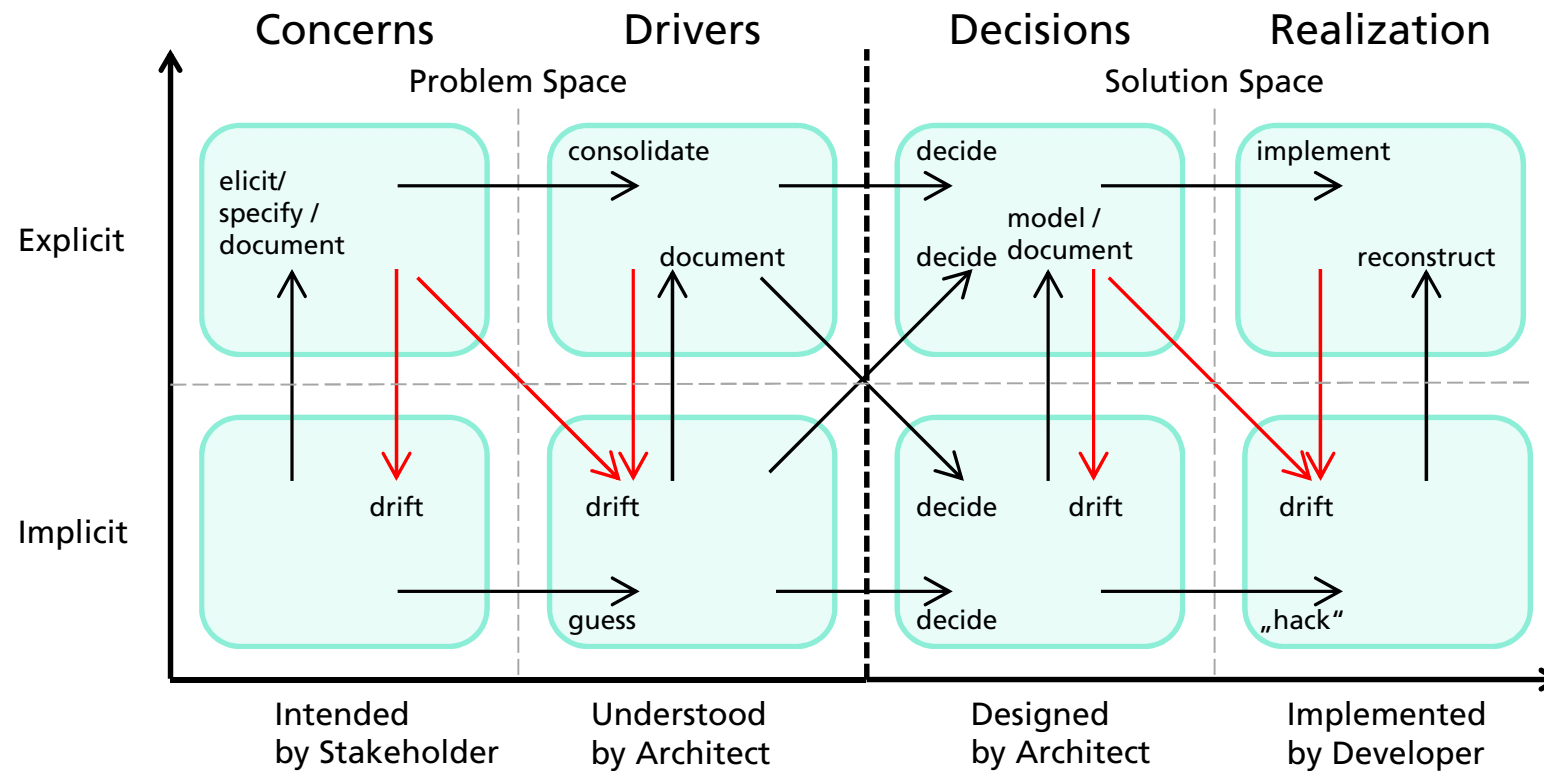 Concerns
Drivers
Decisions
Realization
Problem Space
Solution Space
Explicit
elicit/
specify /
document
consolidate
document
decide
decide
model /
document
implement
reconstruct
Implicit
drift
drift
guess
decide
drift
decide
drift
„hack“
Intended
by Stakeholder
Understood
by Architect
Designed
by Architect
Implemented
by Developer